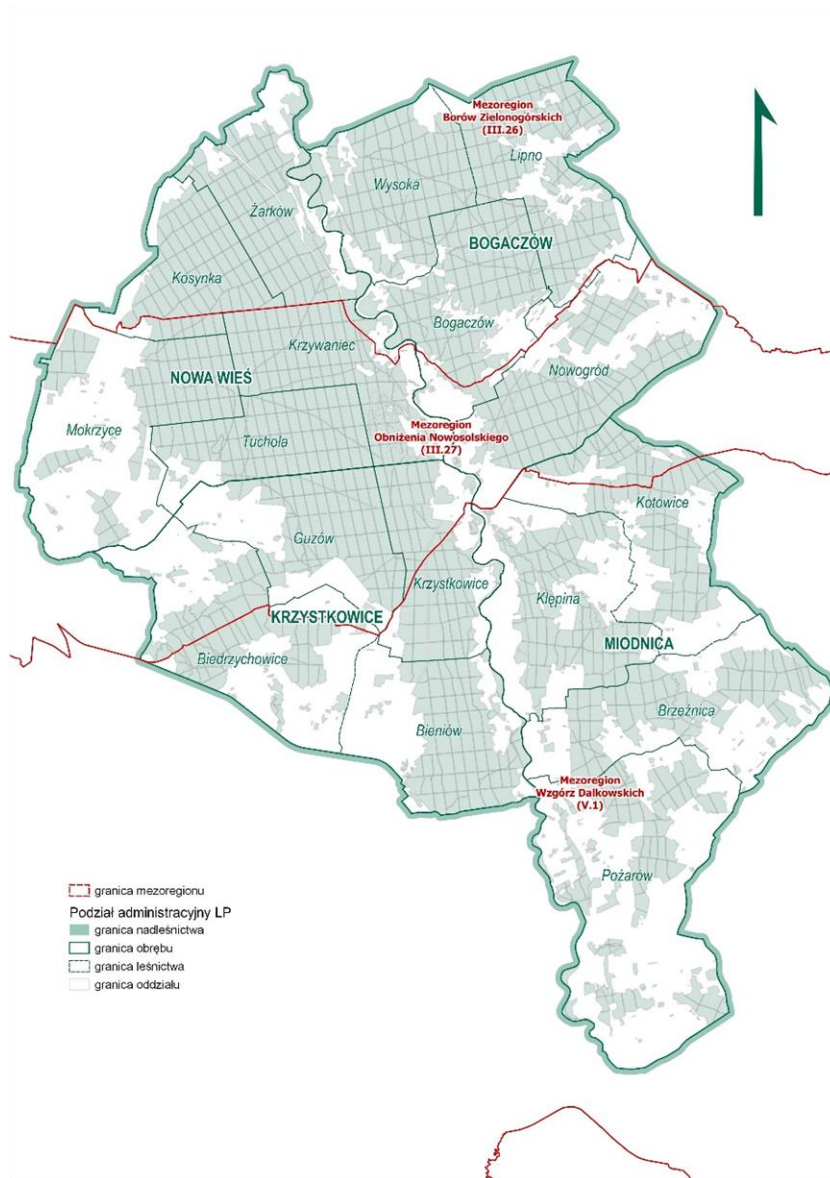 Mezoregion
Borów Zielonogórskich
(III.26)
Lipno
Wysoka
Żarków
BOGACZÓW
Kosynka
Bogaczów
Krzywaniec
Nowogród
NOWA WIEŚ
Mokrzyce
Tuchola
Mezoregion
Obniżenia Nowosolskiego
(III.27)
Kotowice
Guzów
Krzystkowice
Klępina
KRZYSTKOWICE
MIODNICA
Biedrzychowice
Brzeźnica
Bieniów
Mezoregion
Wzgórz Dalkowskich
(V.1)
Pożarów
granica mezoregionu
Podział administracyjny LP
granica nadleśnictwa
granica obrębu
granica leśnictwa
granica oddziału